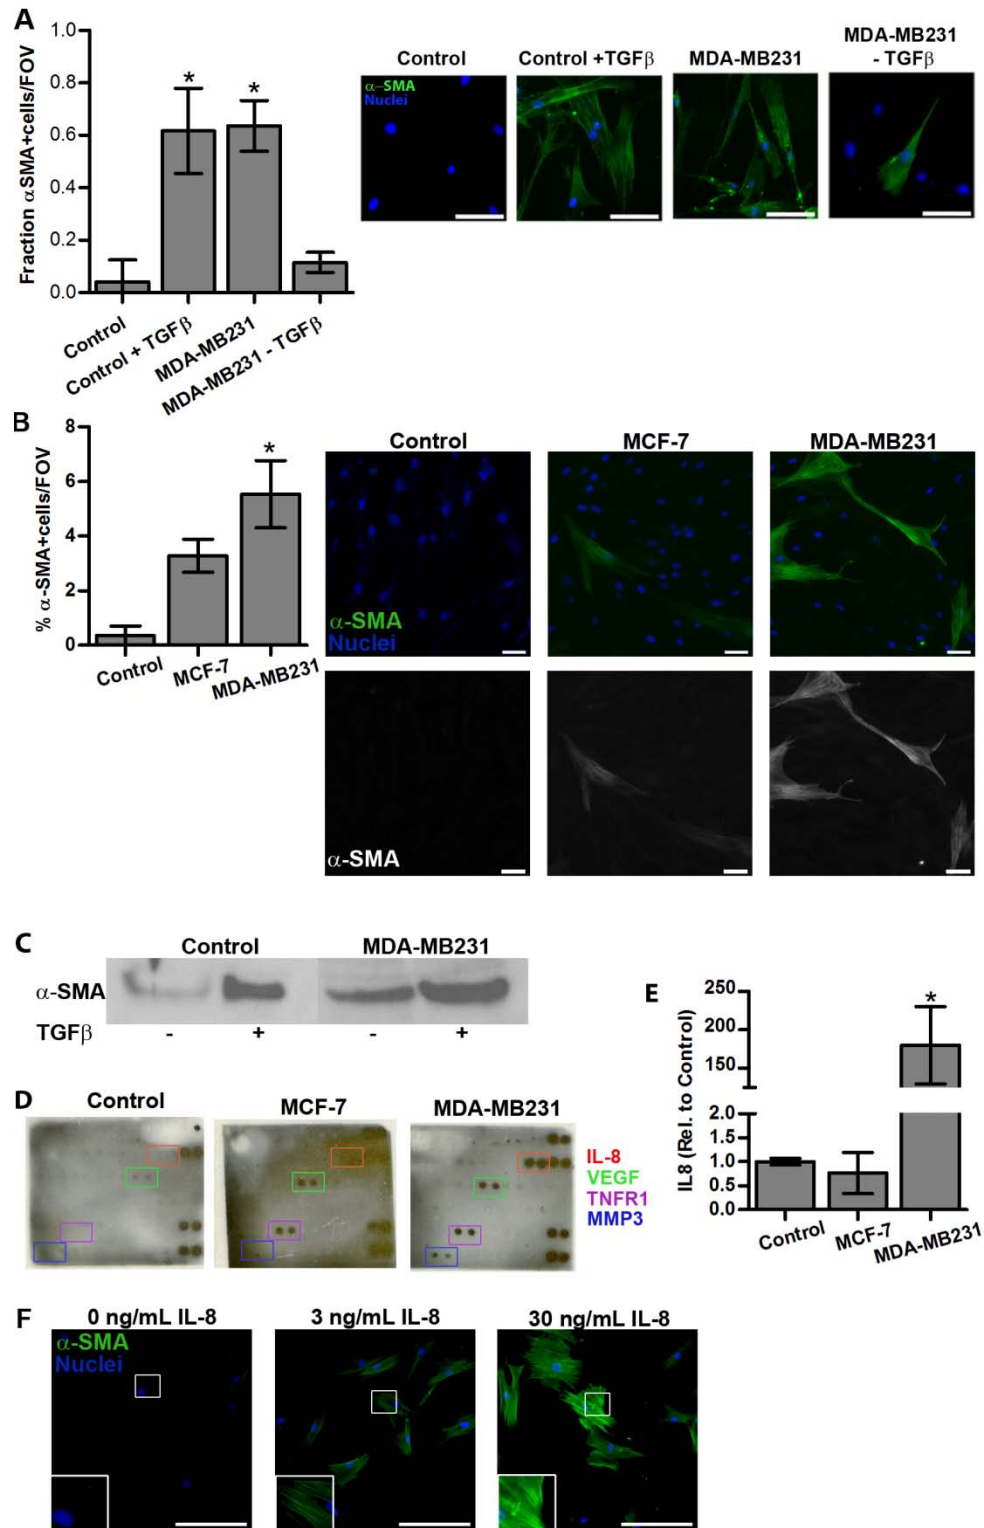 A
Fraction αSMA+cells/FOV
1.0
0.8
0.6
0.4
0.2
0.0
*
*
Control
Control + TGFβ
MDA-MB231
MDA-MB231 - TGFβ
Control
Control +TGFβ
MDA-MB231
MDA-MB231
- TGFβ
α-SMA
Nuclei
B
% α-SMA+cells/FOV
8
6
4
2
0
*
Control
MCF-7
MDA-MB231
Control
MCF-7
MDA-MB231
α-SMA
Nuclei
α-SMA
C
Control
MDA-MB231
α-SMA
TGFβ
-
+
-
+
D
Control
MCF-7
MDA-MB231
IL-8
VEGF
TNFR1
MMP3
E
IL8 (Rel. to Control)
250
200
150
2.0
1.5
1.0
0.5
0.0
*
Control
MCF-7
MDA-MB231
F
0 ng/mL IL-8
3 ng/mL IL-8
30 ng/mL IL-8
α-SMA
Nuclei